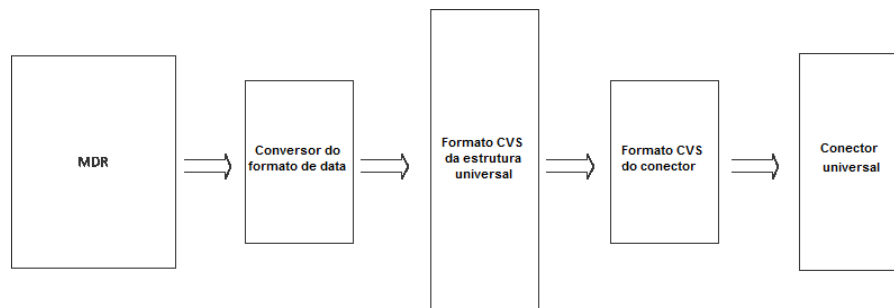 MDR
Conversor do
formato de data
Formato CVS
da estrutura
universal
Formato CVS
do conector
Conector
universal